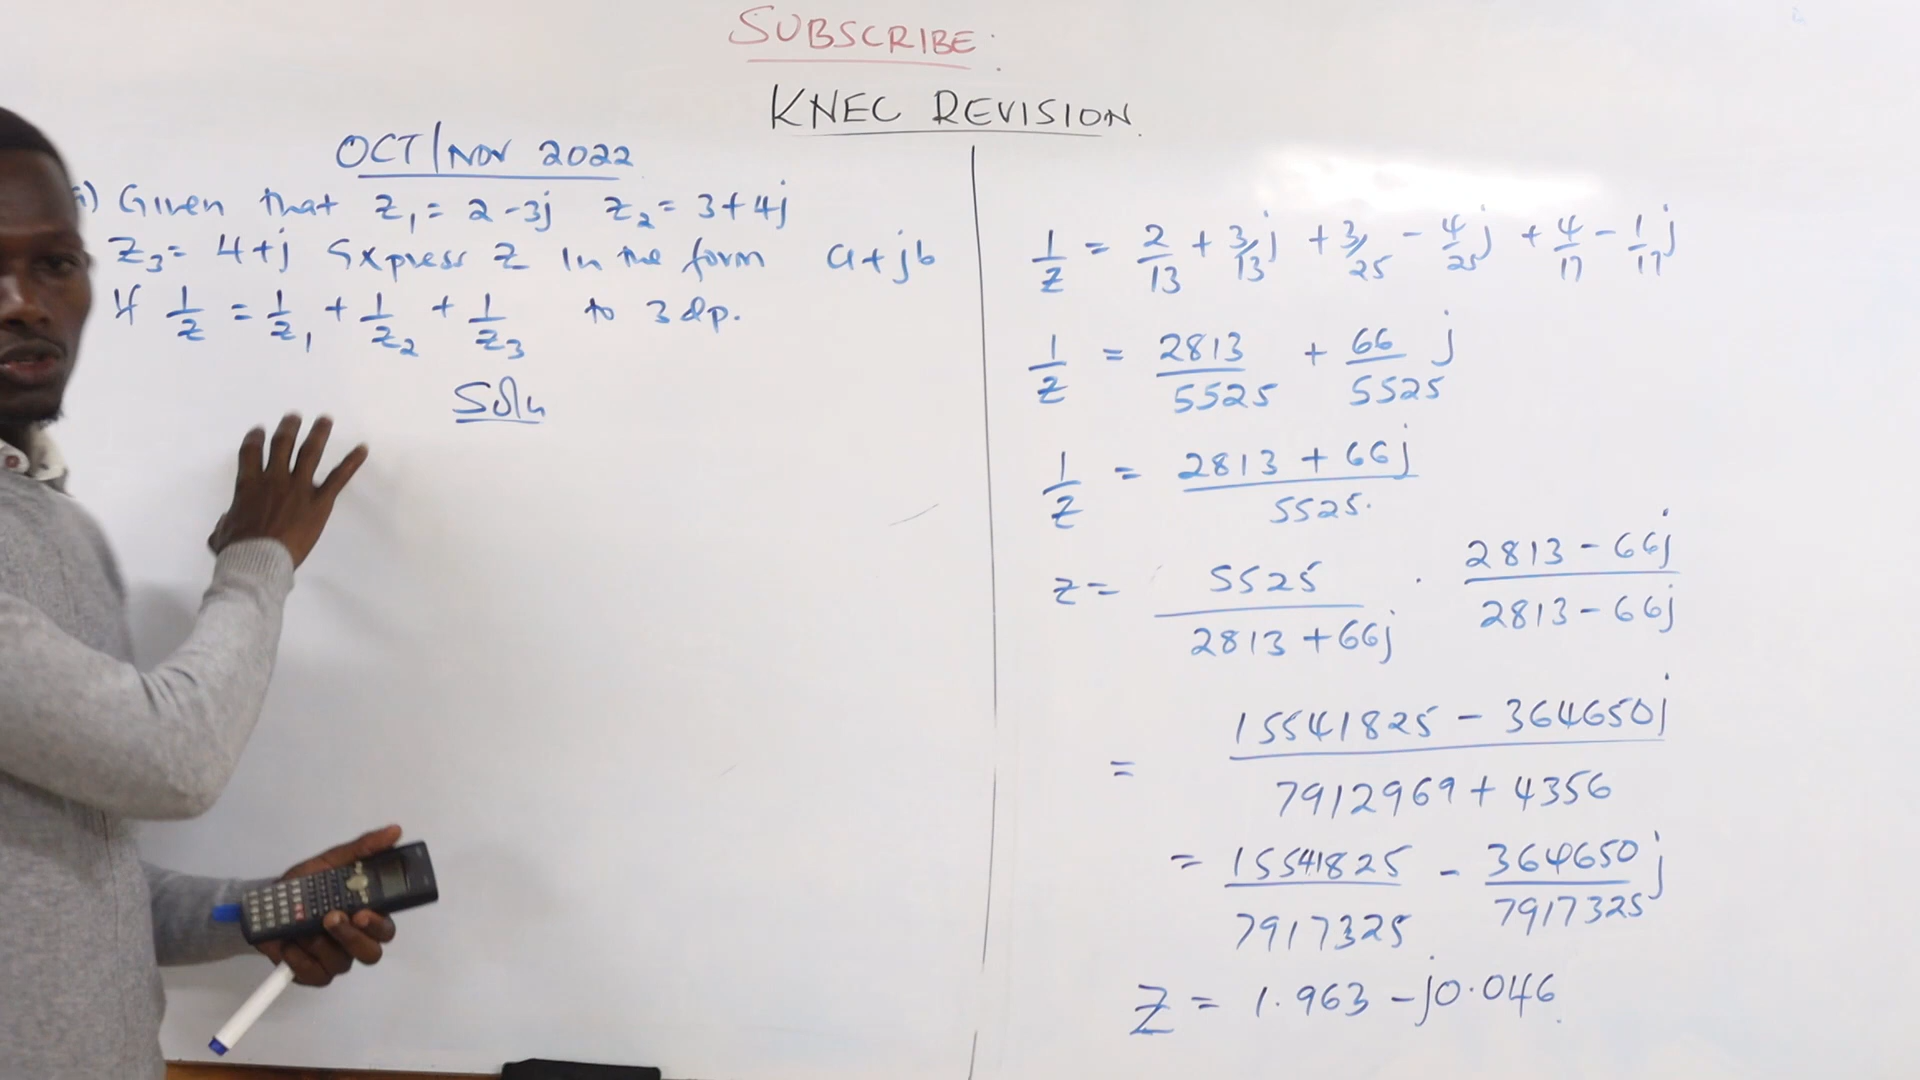 SUBSCRIBE.
KNEC REVISION.
OCT/NOV 2022
) Given that z₁ = 2-3j z₂ = 3+4j
z₃ = 4+j Express z in the form a+jb
If 1/z = 1/z₁ + 1/z₂ + 1/z₃ to 3dp.
Soln
1/z = 2/13 + 3/13 j + 3/25 - 4/25 j + 4/17 - 1/17 j
1/z = 2813/5525 + 66/5525 j
1/z = (2813 + 66j)/5525.
z = 5525/(2813 + 66j) . (2813 - 66j)/(2813 - 66j)
= (15541825 - 364650j)/(7912969 + 4356)
= 15541825/7917325 - 364650/7917325 j
Z = 1.963 - j0.046.